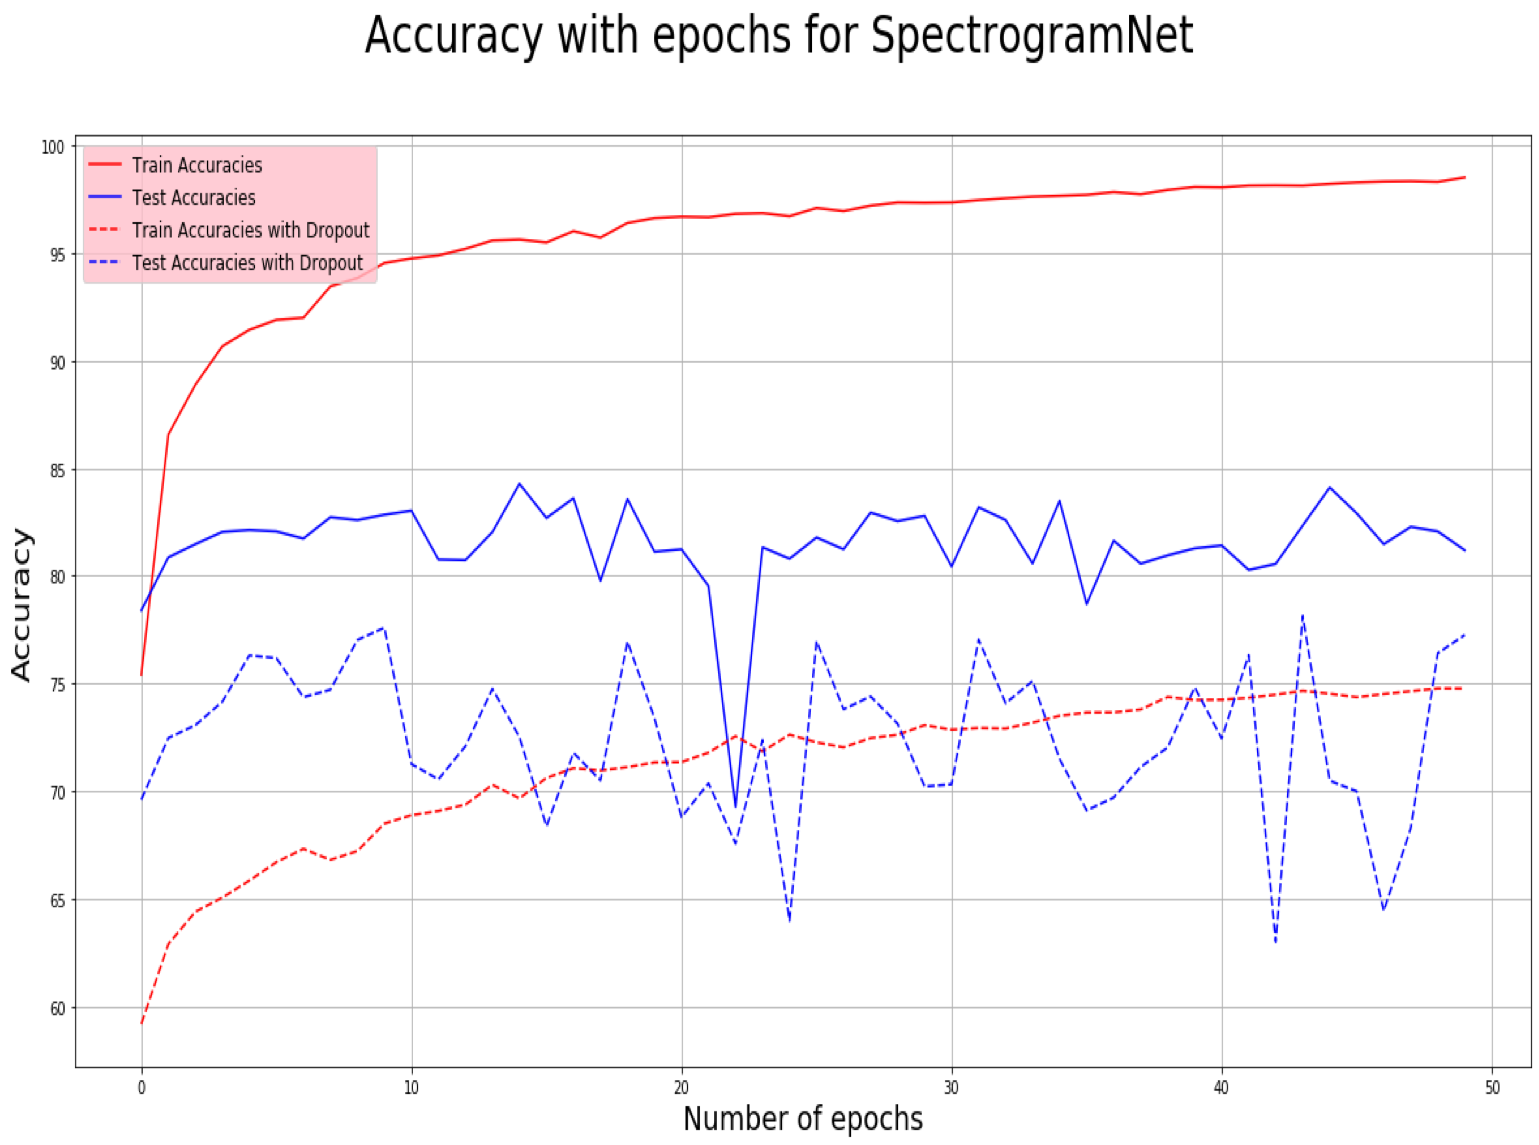 Accuracy with epochs for SpectrogramNet
Train Accuracies
Test Accuracies
Train Accuracies with Dropout
Test Accuracies with Dropout
100
95
90
85
80
75
70
65
60
Accuracy
0 10 20 30 40 50
Number of epochs